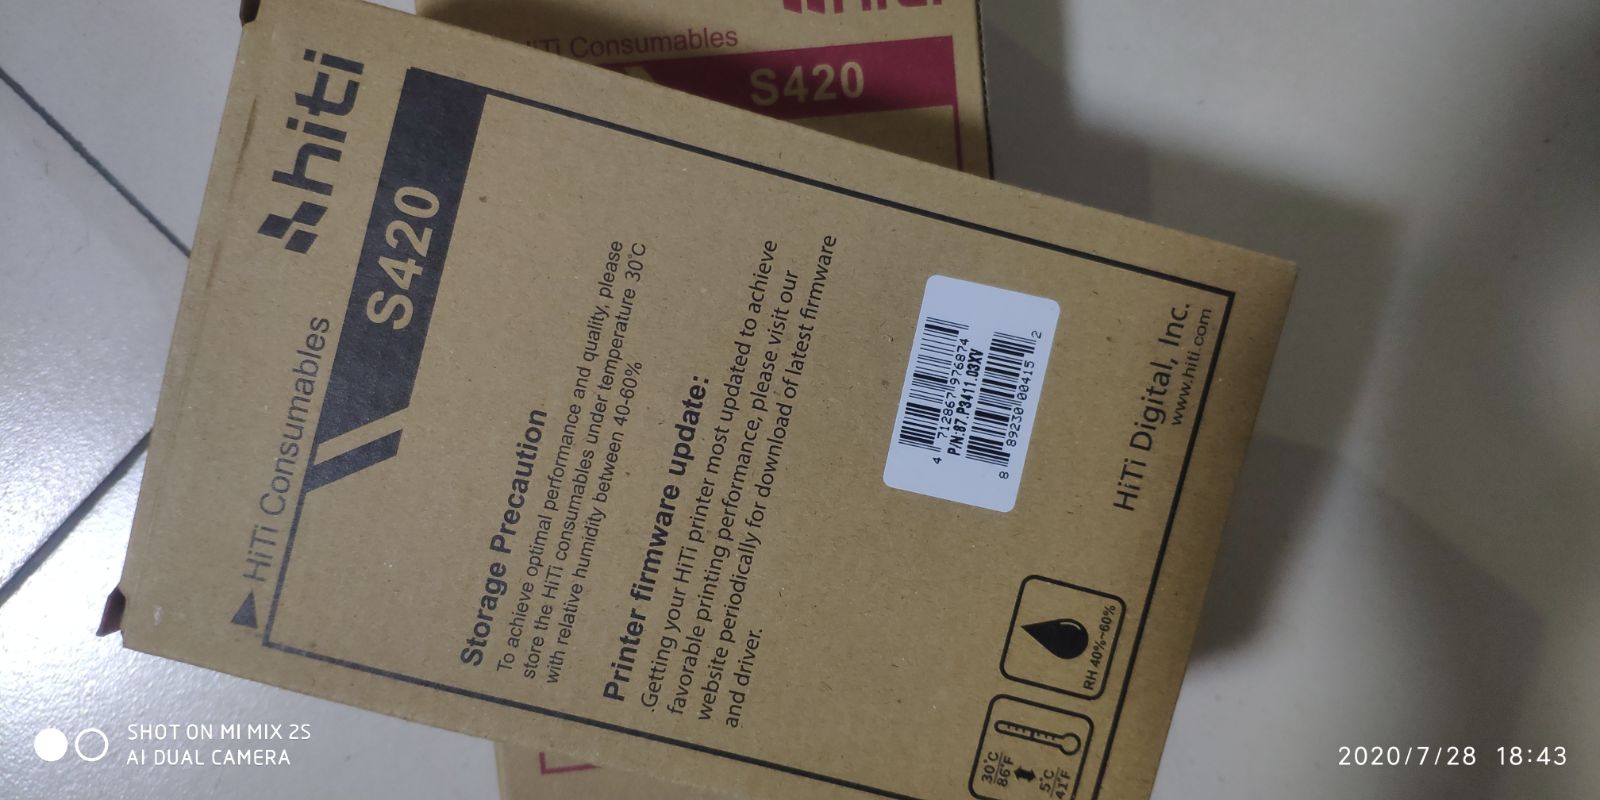 hiti
HiTi Consumables
S420
Storage Precaution
To achieve optimal performance and quality, please
store the HiTi consumables under temperature 30°C
with relative humidity between 40-60%
Printer firmware update:
.Getting your HiTi printer most updated to achieve
favorable printing performance, please visit our
website periodically for download of latest firmware
and driver.
4 712867 976874
P/N:87.P3411.03XV
8 89230 00415 2
30°C
86°F
5°C
41°F
RH 40%~60%
HiTi Digital, Inc.
www.hiti.com
HiTi
HiTi Consumables
S420
SHOT ON MI MIX 2S
AI DUAL CAMERA
2020/7/28 18:43